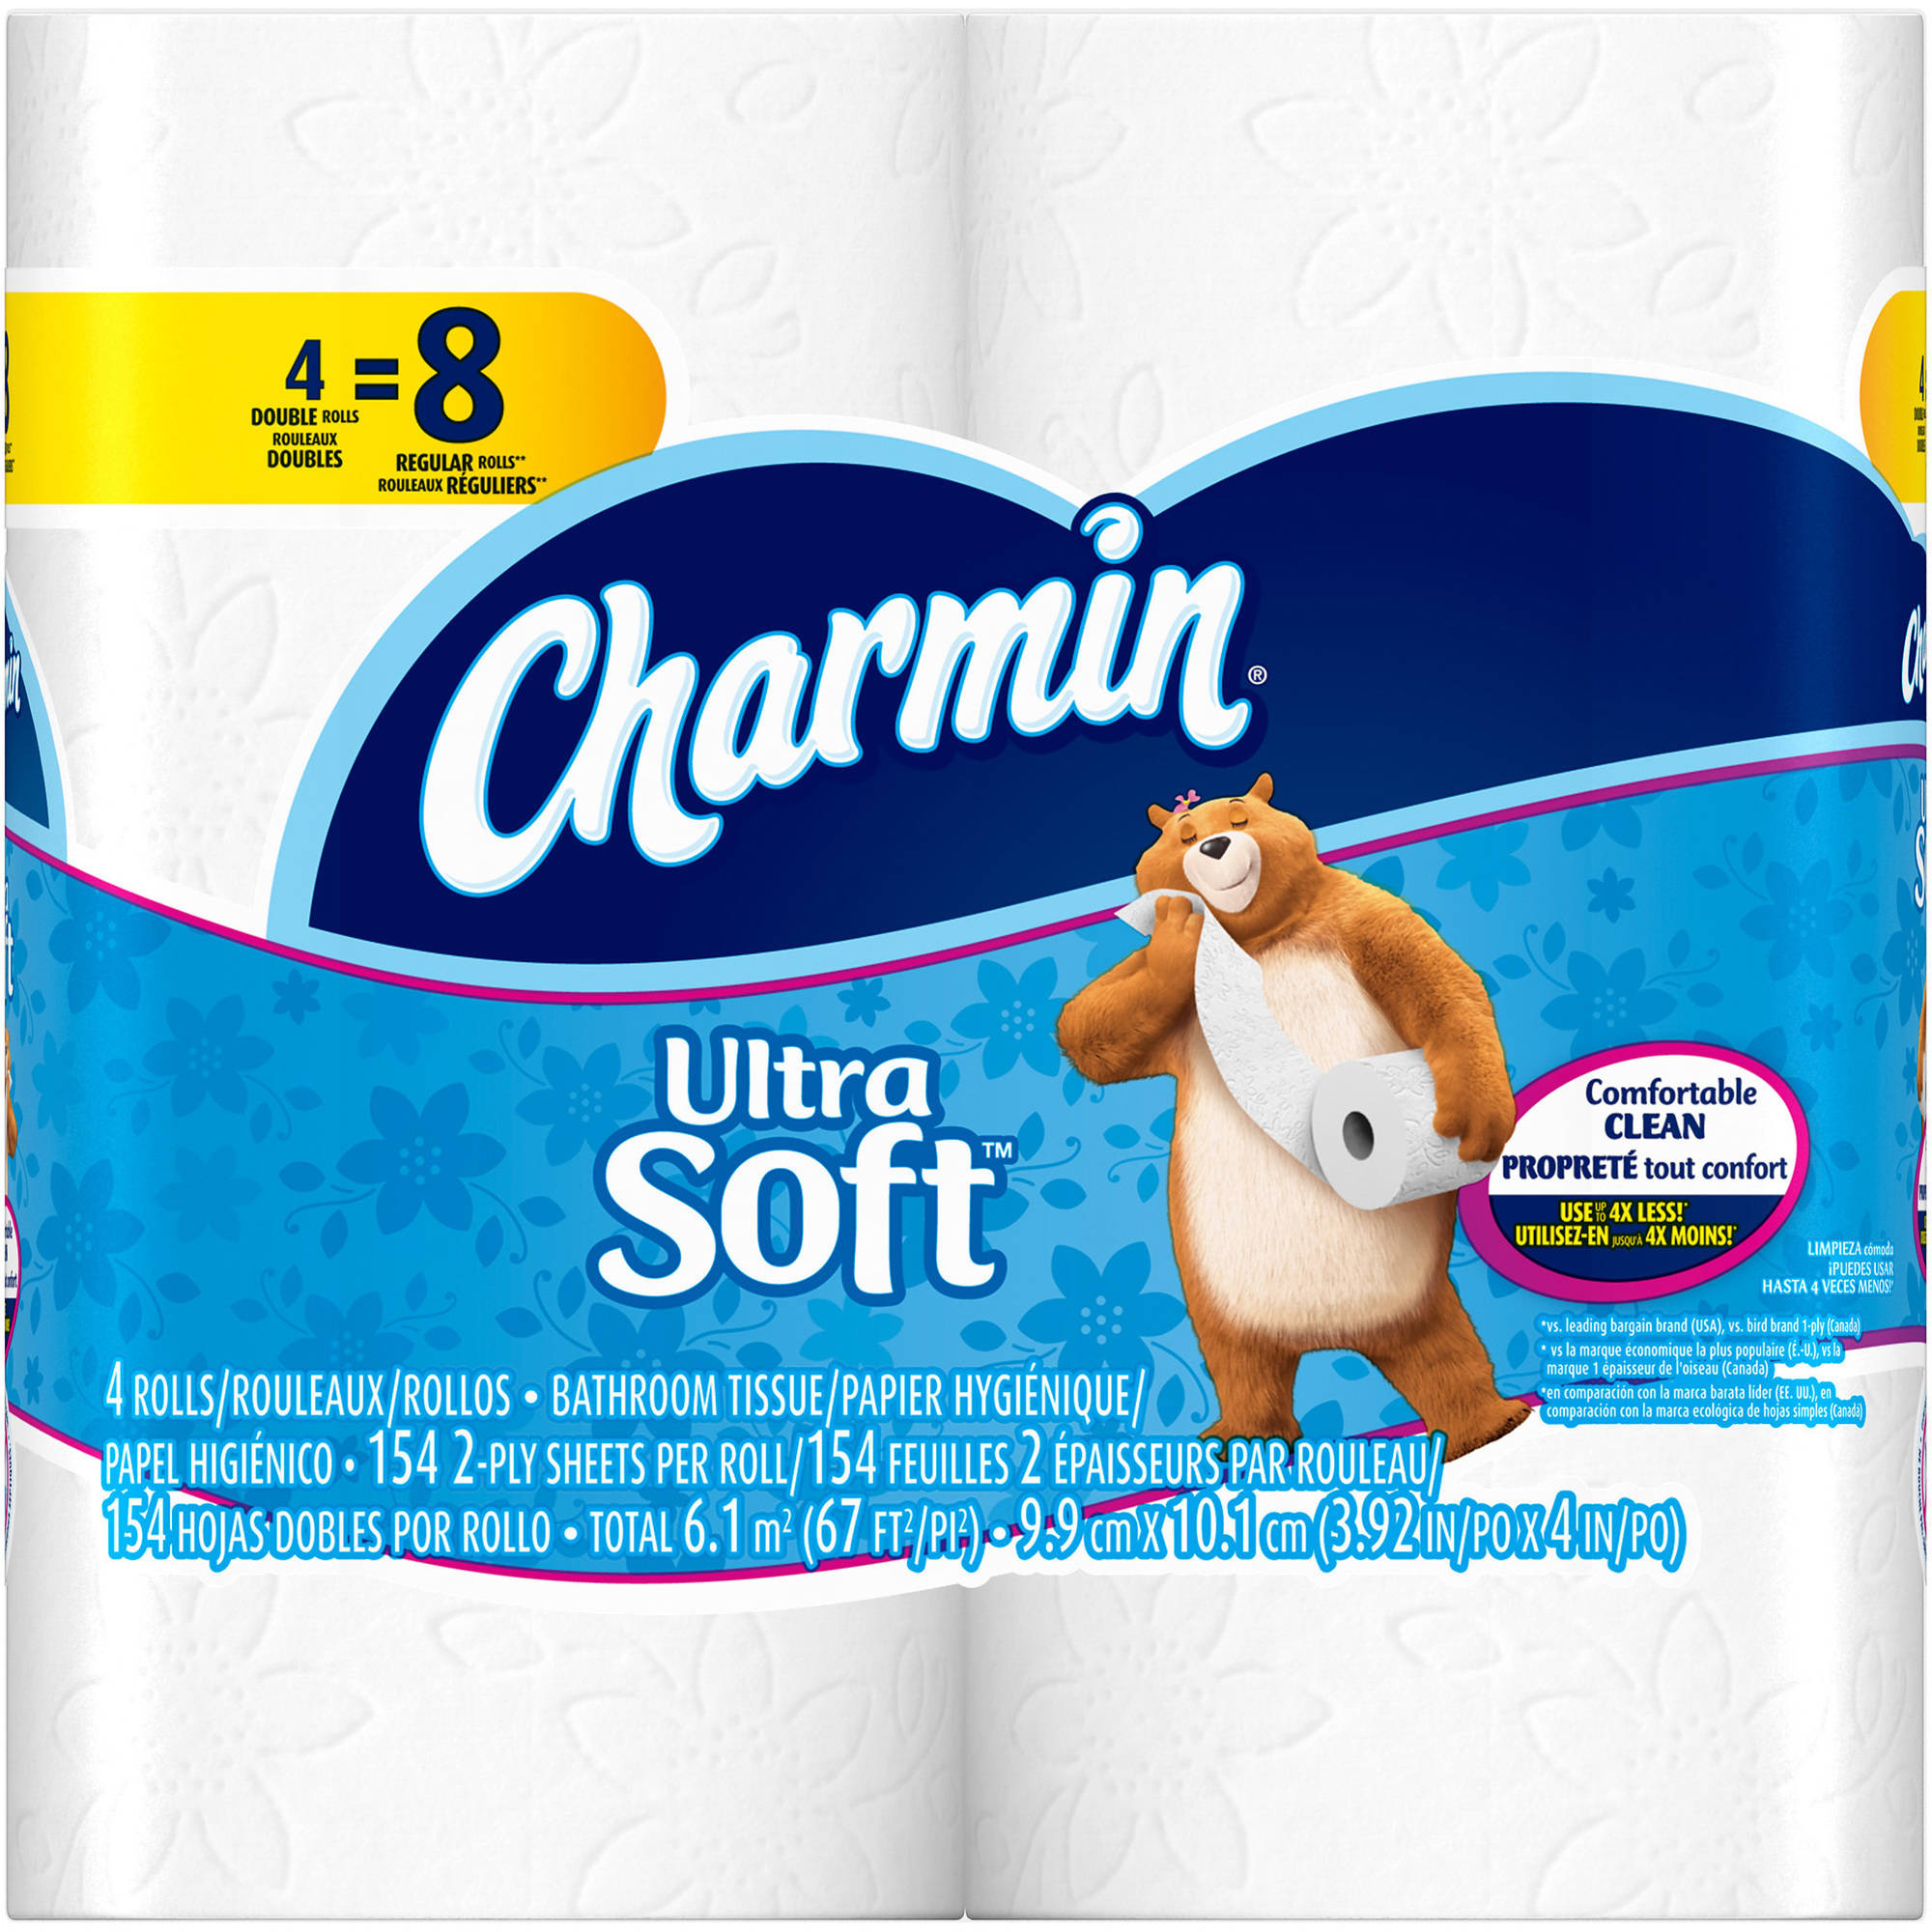 4 = 8
DOUBLE ROLLS
ROULEAUX
DOUBLES
REGULAR ROLLS**
ROULEAUX RÉGULIERS**
Charmin®
Ultra
Soft™
Comfortable
CLEAN
PROPRETÉ tout confort
USE UP TO 4X LESS!*
UTILISEZ-EN JUSQU'À 4X MOINS!*
LIMPIEZA cómoda
¡PUEDES USAR
HASTA 4 VECES MENOS!*
*vs. leading bargain brand (USA), vs. bird brand 1-ply (Canada)
* vs la marque économique la plus populaire (É.-U.), vs la
marque 1 épaisseur de l'oiseau (Canada)
*en comparación con la marca barata lider (EE. UU.), en
comparación con la marca ecológica de hojas simples (Canadá)
4 ROLLS/ROULEAUX/ROLLOS • BATHROOM TISSUE/PAPIER HYGIÉNIQUE/
PAPEL HIGIÉNICO • 154 2-PLY SHEETS PER ROLL/154 FEUILLES 2 ÉPAISSEURS PAR ROULEAU/
154 HOJAS DOBLES POR ROLLO • TOTAL 6.1 m² (67 FT²/PI²) • 9.9 cm X 10.1 cm (3.92 IN/PO X 4 IN/PO)